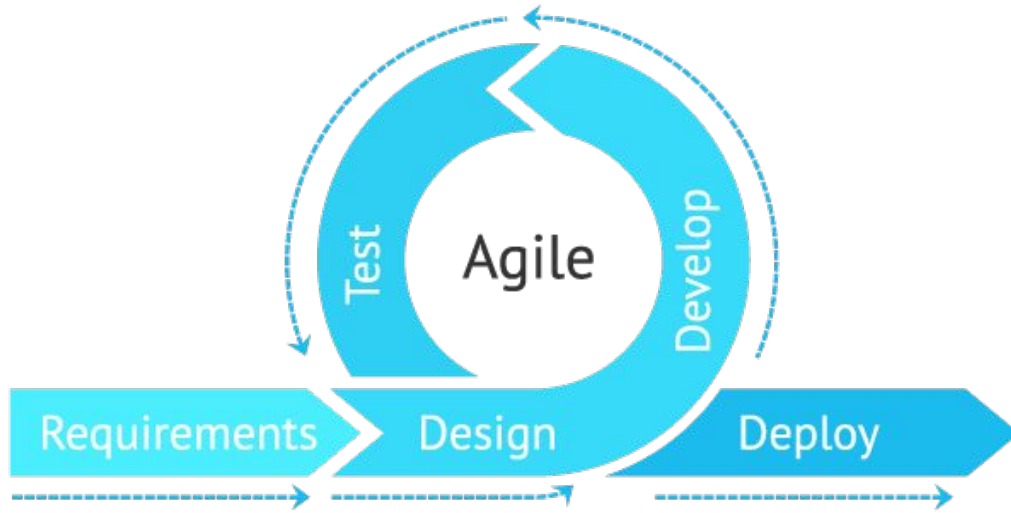 Agile
Test
Develop
Requirements
Design
Deploy